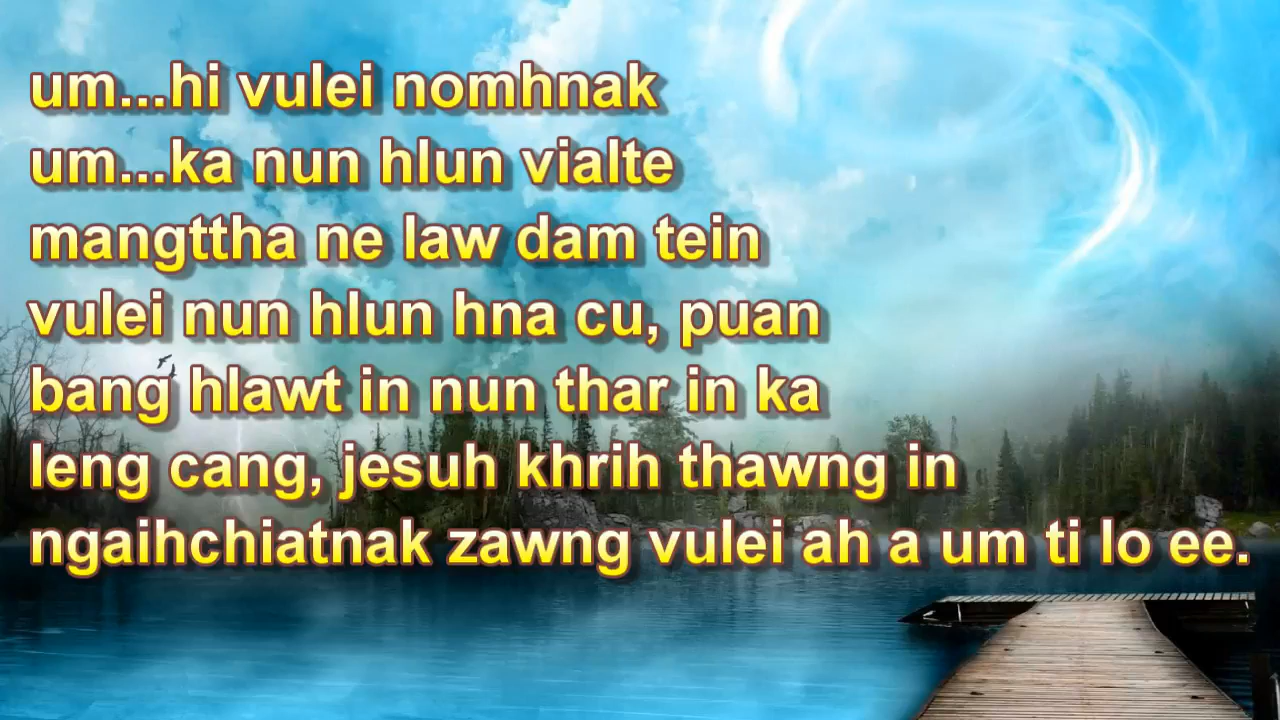 um...hi vulei nomhnak
um...ka nun hlun vialte
mangttha ne law dam tein
vulei nun hlun hna cu, puan
bang hlawt in nun thar in ka
leng cang, jesuh khrih thawng in
ngaihchiatnak zawng vulei ah a um ti lo ee.